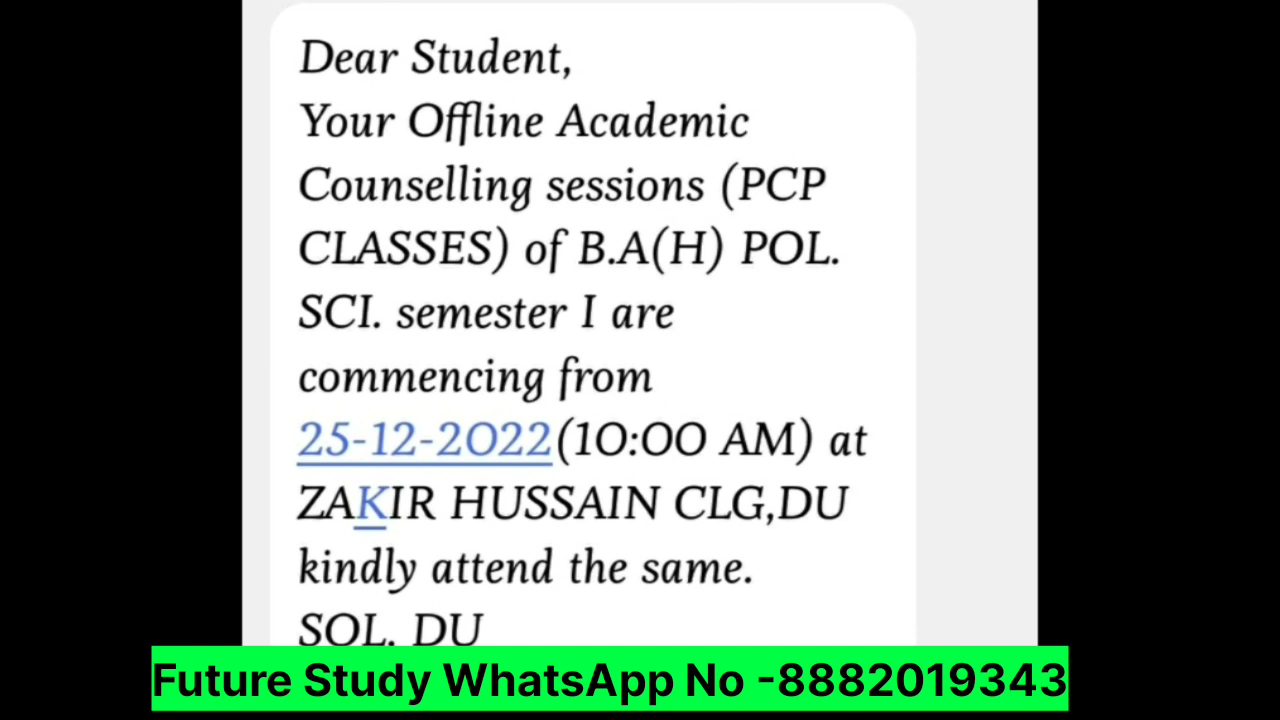 Dear Student,
Your Offline Academic
Counselling sessions (PCP
CLASSES) of B.A(H) POL.
SCI. semester I are
commencing from
25-12-2022(10:00 AM) at
ZAKIR HUSSAIN CLG,DU
kindly attend the same.
SOL, DU
Future Study WhatsApp No -8882019343